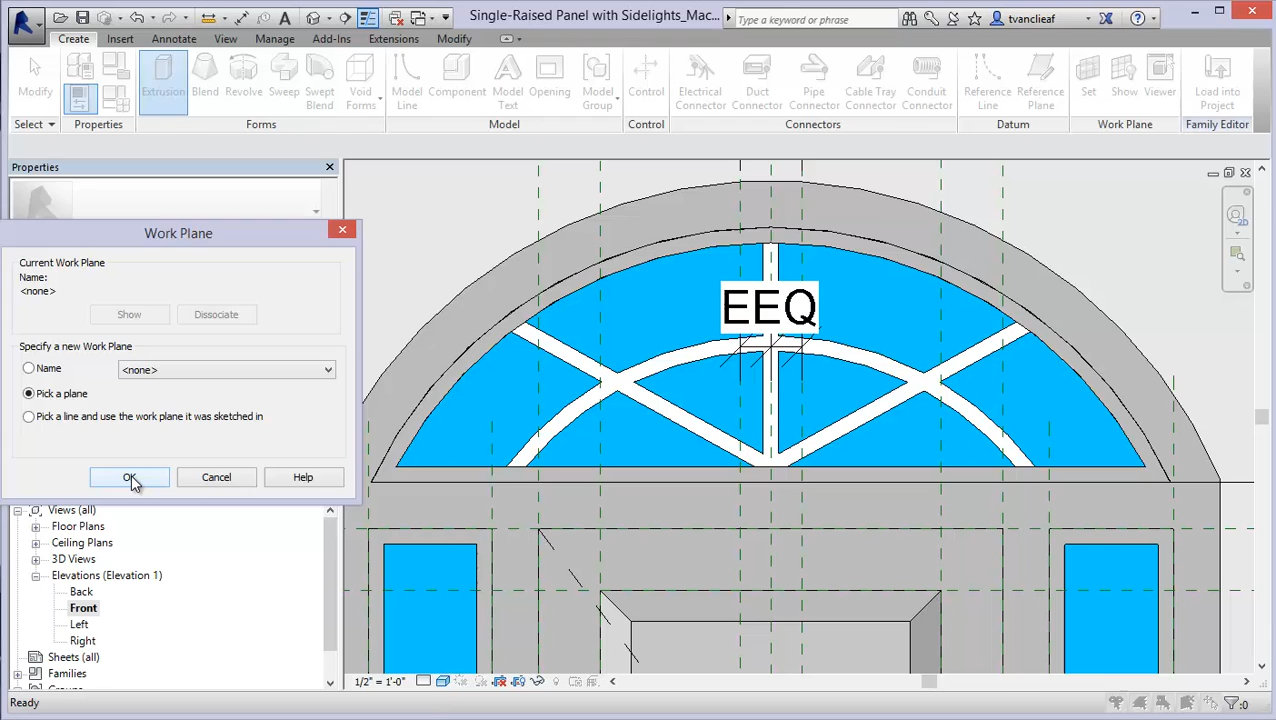 Single-Raised Panel with Sidelights_Mac...
Type a keyword or phrase
tvanclieaf
Create Insert Annotate View Manage Add-Ins Extensions Modify
Modify
Extrusion Blend Revolve Sweep Swept Blend Void Forms
Model Line Component Model Text Opening Model Group
Control
Electrical Connector Duct Connector Pipe Connector Cable Tray Connector Conduit Connector
Reference Line Reference Plane
Set Show Viewer
Load into Project
Select Properties Forms Model Control Connectors Datum Work Plane Family Editor
Properties
Work Plane
Current Work Plane
Name:
<none>
Show Dissociate
Specify a new Work Plane
Name <none>
Pick a plane
Pick a line and use the work plane it was sketched in
OK Cancel Help
EEQ
2D
Views (all)
Floor Plans
Ceiling Plans
3D Views
Elevations (Elevation 1)
Back
Front
Left
Right
Sheets (all)
Families
1/2" = 1'-0"
Ready
:0